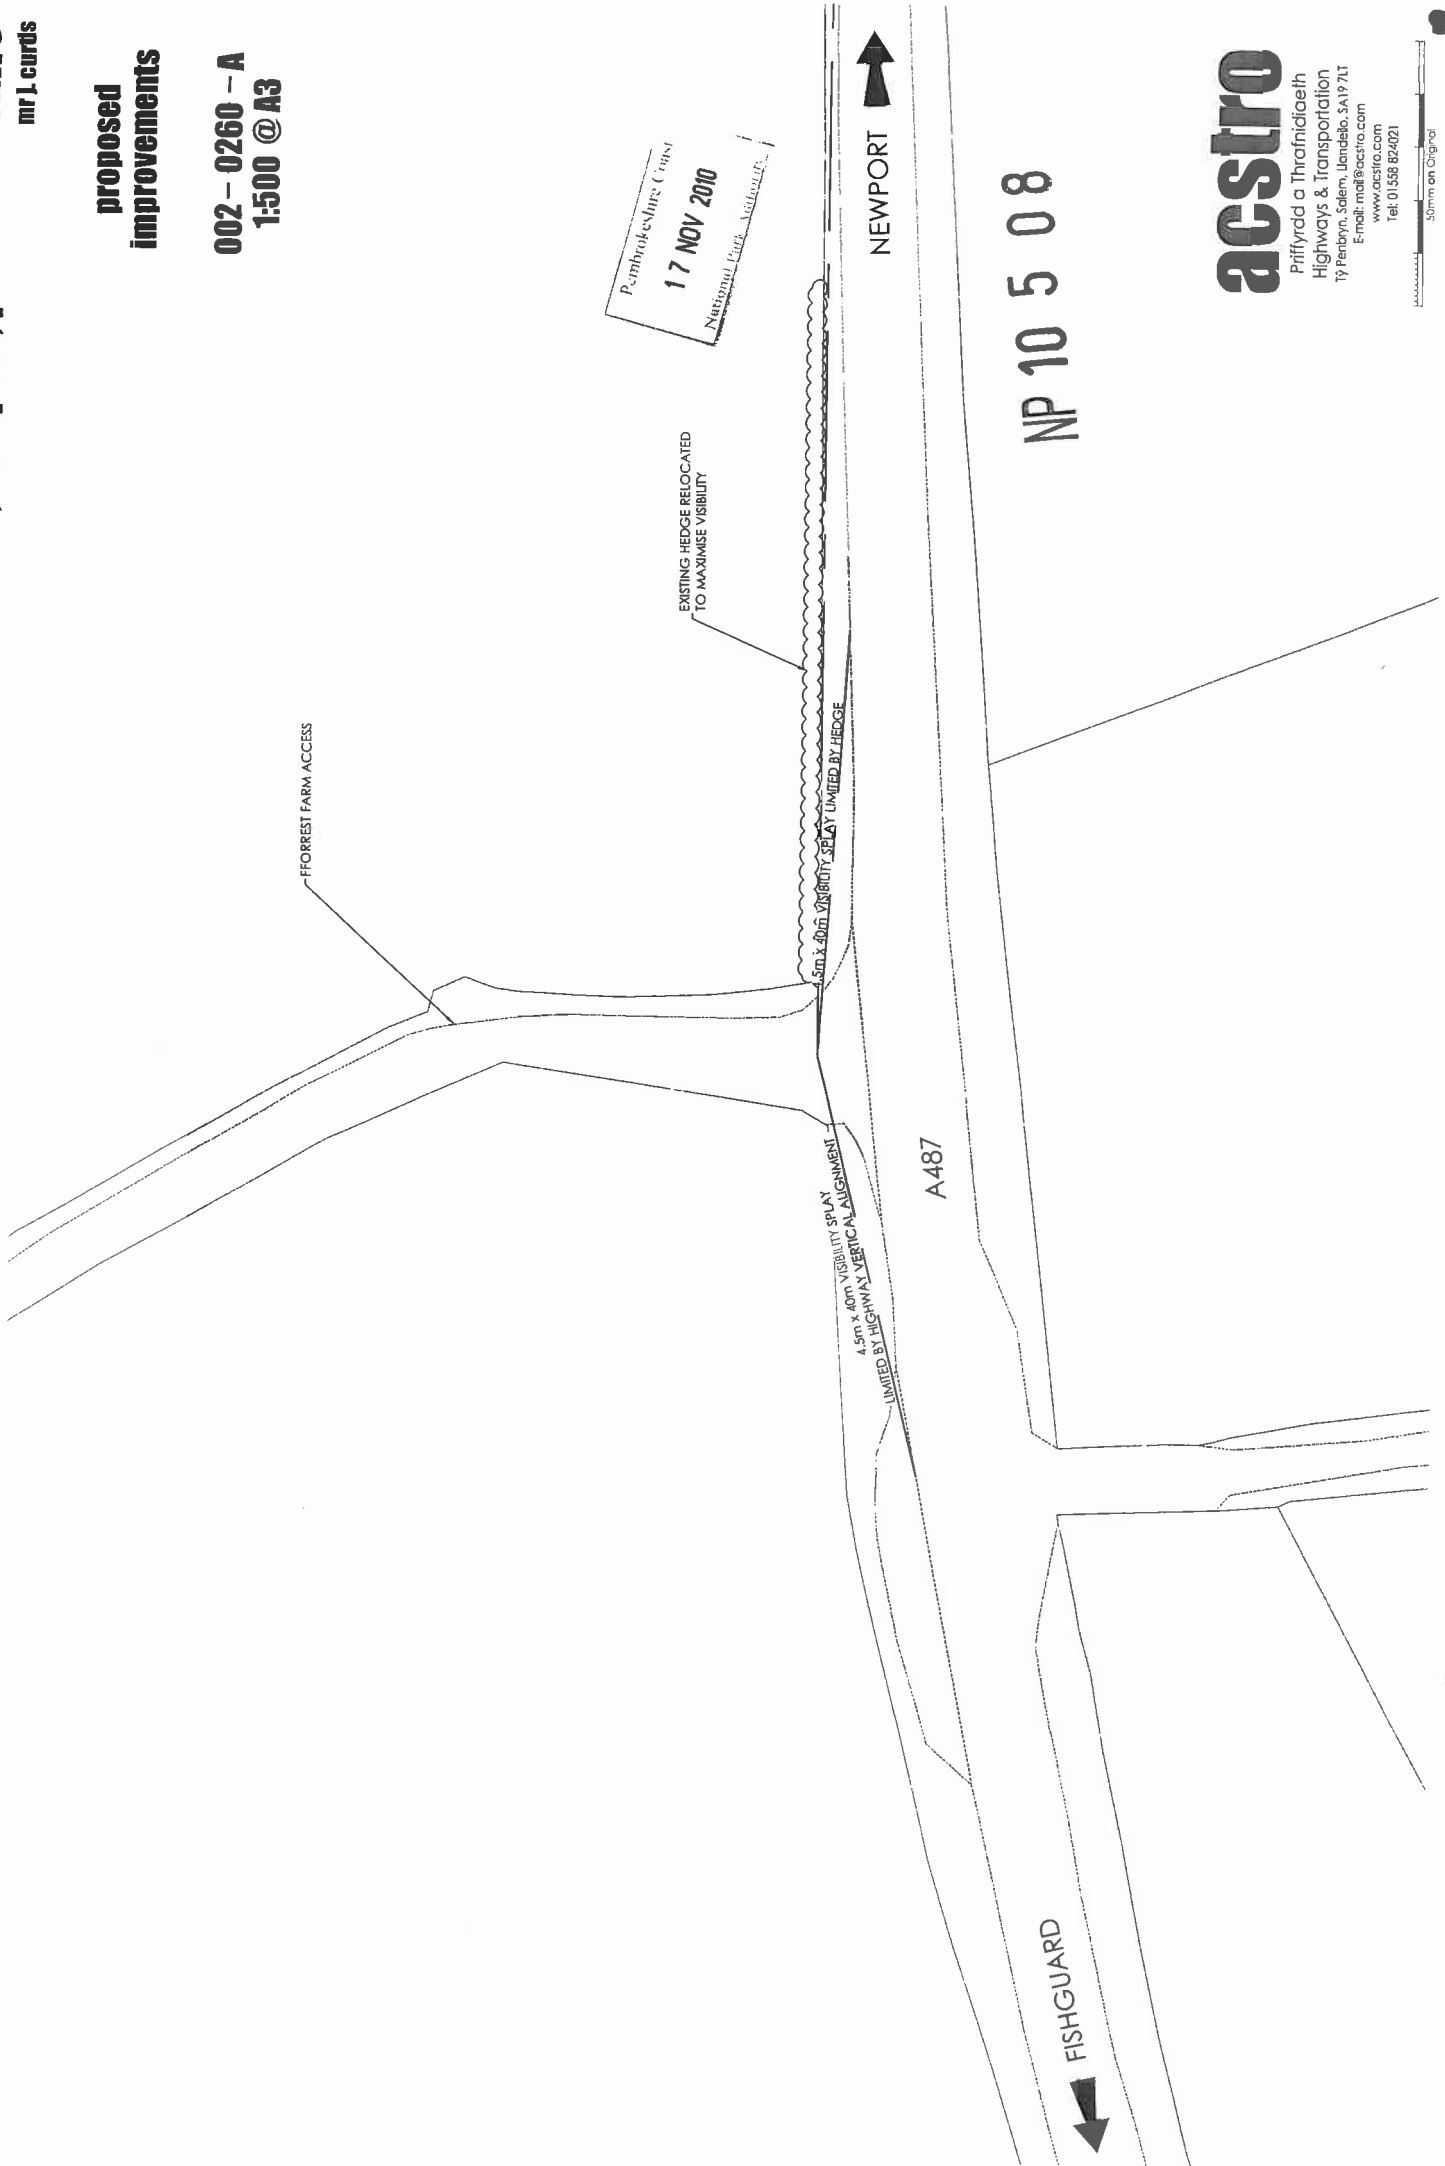 mr j. curtis
proposed
improvements
002 – 0260 – A
1:500 @ A3
Pembrokeshire Coast
17 NOV 2010
National Park Authority
NEWPORT
EXISTING HEDGE RELOCATED
TO MAXIMISE VISIBILITY
FFORREST FARM ACCESS
4.5m x 40m VISIBILITY SPLAY LIMITED BY HEDGE
4.5m x 40m VISIBILITY SPLAY
LIMITED BY HIGHWAY VERTICAL ALIGNMENT
A487
FISHGUARD
NP 10 508
acstro
Priffyrdd a Thrafnidiaeth
Highways & Transportation
Tŷ Penbryn, Salem, Llandeilo, SA19 7LT
E-mail: mail@acstro.com
www.acstro.com
Tel: 01558 824021
50mm on Original